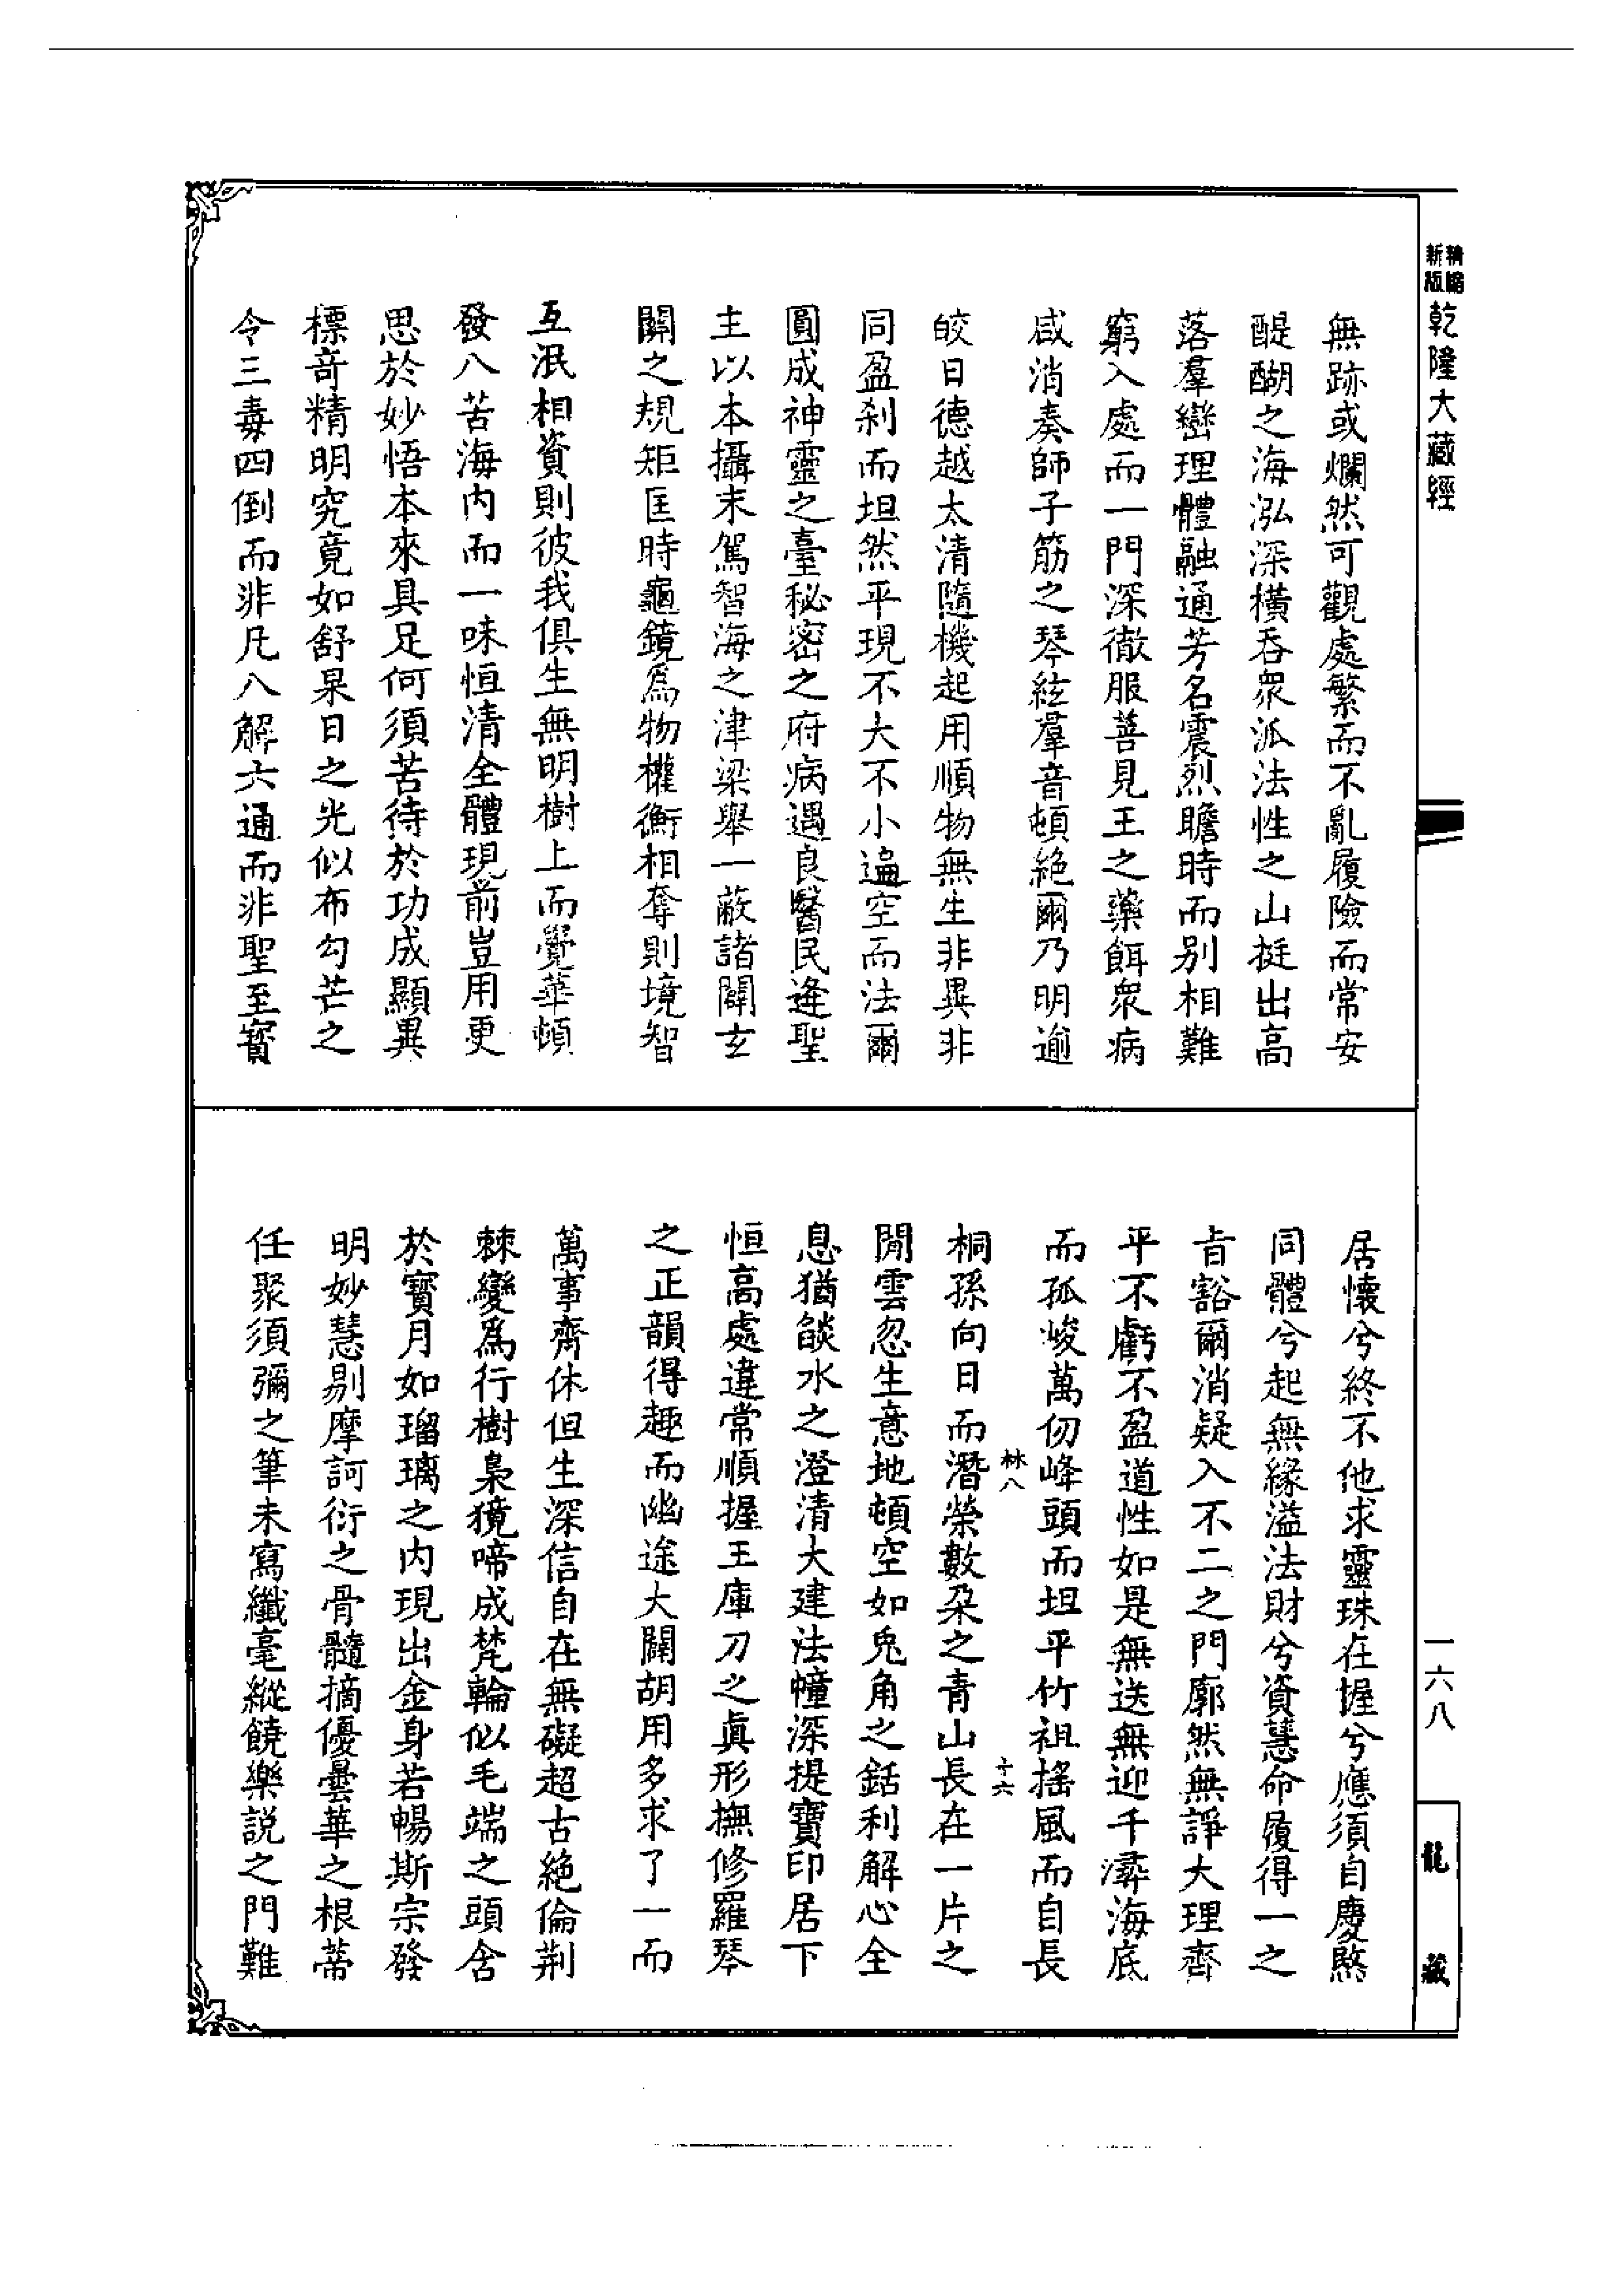 精縮新版乾隆大藏經
無跡或爛然可觀處繁而不亂履險而常安
醍醐之海泓深橫吞衆派法性之山挺出高
落羣巒理體融通芳名震烈瞻時而別相難
窮入處而一門深徹服善見王之藥餌衆病
咸消奏師子筋之琴絃羣音頓絶爾乃明逾
皎日德越太清隨機起用順物無生非異非
同盈刹而坦然平現不大不小遍空而法爾
圓成神靈之臺秘密之府病遇良醫民逢聖
主以本攝末駕智海之津梁舉一蔽諸闢玄
關之規矩匡時龜鏡爲物權衡相奪則境智
互泯相資則彼我俱生無明樹上而覺華頓
發八苦海内而一味恒清全體現前豈用更
思於妙悟本來具足何須苦待於功成顯異
標奇精明究竟如舒杲日之光似布勾芒之
令三毒四倒而非凡八解六通而非聖至寳
居懷兮終不他求靈珠在握兮應須自慶煦
同體兮起無緣溢法財兮資慧命履得一之
旨豁爾消疑入不二之門廓然無諍大理齊
平不虧不盈道性如是無送無迎千溽海底
而孤峻萬仞峰頭而坦平竹祖搖風而自長
林八 十六
桐孫向日而潛榮數朶之青山長在一片之
閒雲忽生意地頓空如兎角之銛利解心全
息猶燄水之澄清大建法幢深提寶印居下
恒高處違常順握王庫刀之眞形撫修羅琴
之正韻得趣而幽途大闢胡用多求了一而
萬事齊休但生深信自在無礙超古絶倫荆
棘變爲行樹梟獍啼成梵輪似毛端之頭含
於寳月如瑠璃之内現出金身若暢斯宗發
明妙慧剔摩訶衍之骨髓摘優曇華之根蔕
任聚須彌之筆未寫纖毫縱饒樂説之門難
一六八
龍藏